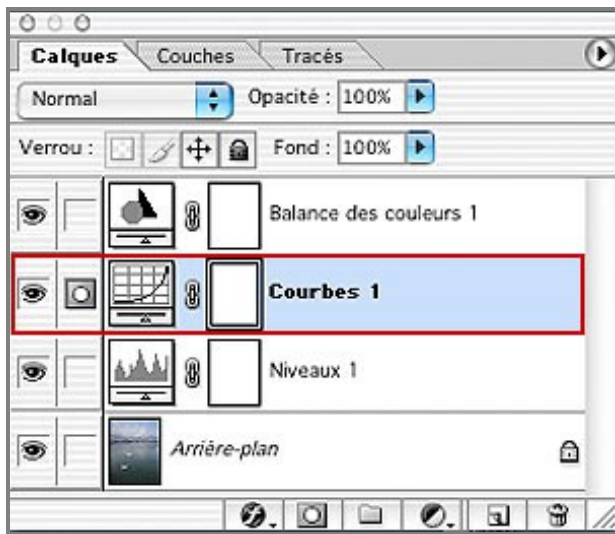 Calques Couches Tracés
Normal Opacité : 100%
Verrou : Fond : 100%
Balance des couleurs 1
Courbes 1
Niveaux 1
Arrière-plan